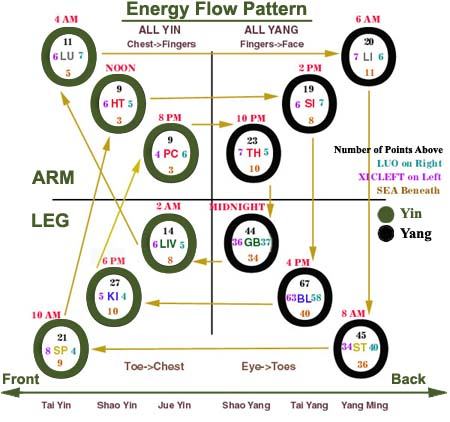 Energy Flow Pattern
4 AM
ALL YIN
ALL YANG
6 AM
Chest->Fingers
Fingers->Face
11
6 LU 7
5
20
7 LI 6
11
NOON
2 PM
9
6 HT 5
3
19
6 SI 7
8
8 PM
10 PM
9
4 PC 6
3
23
7 TH 5
10
Number of Points Above
LUO on Right
XICLEFT on Left
SEA Beneath
ARM
LEG
Yin
Yang
2 AM
MIDNIGHT
14
6 LIV 5
8
44
36 GB 37
34
6 PM
4 PM
27
5 KI 4
10
67
63 BL 58
40
10 AM
8 AM
21
8 SP 4
9
45
34 ST 40
36
Toe->Chest
Eye->Toes
Front
Back
Tai Yin
Shao Yin
Jue Yin
Shao Yang
Tai Yang
Yang Ming